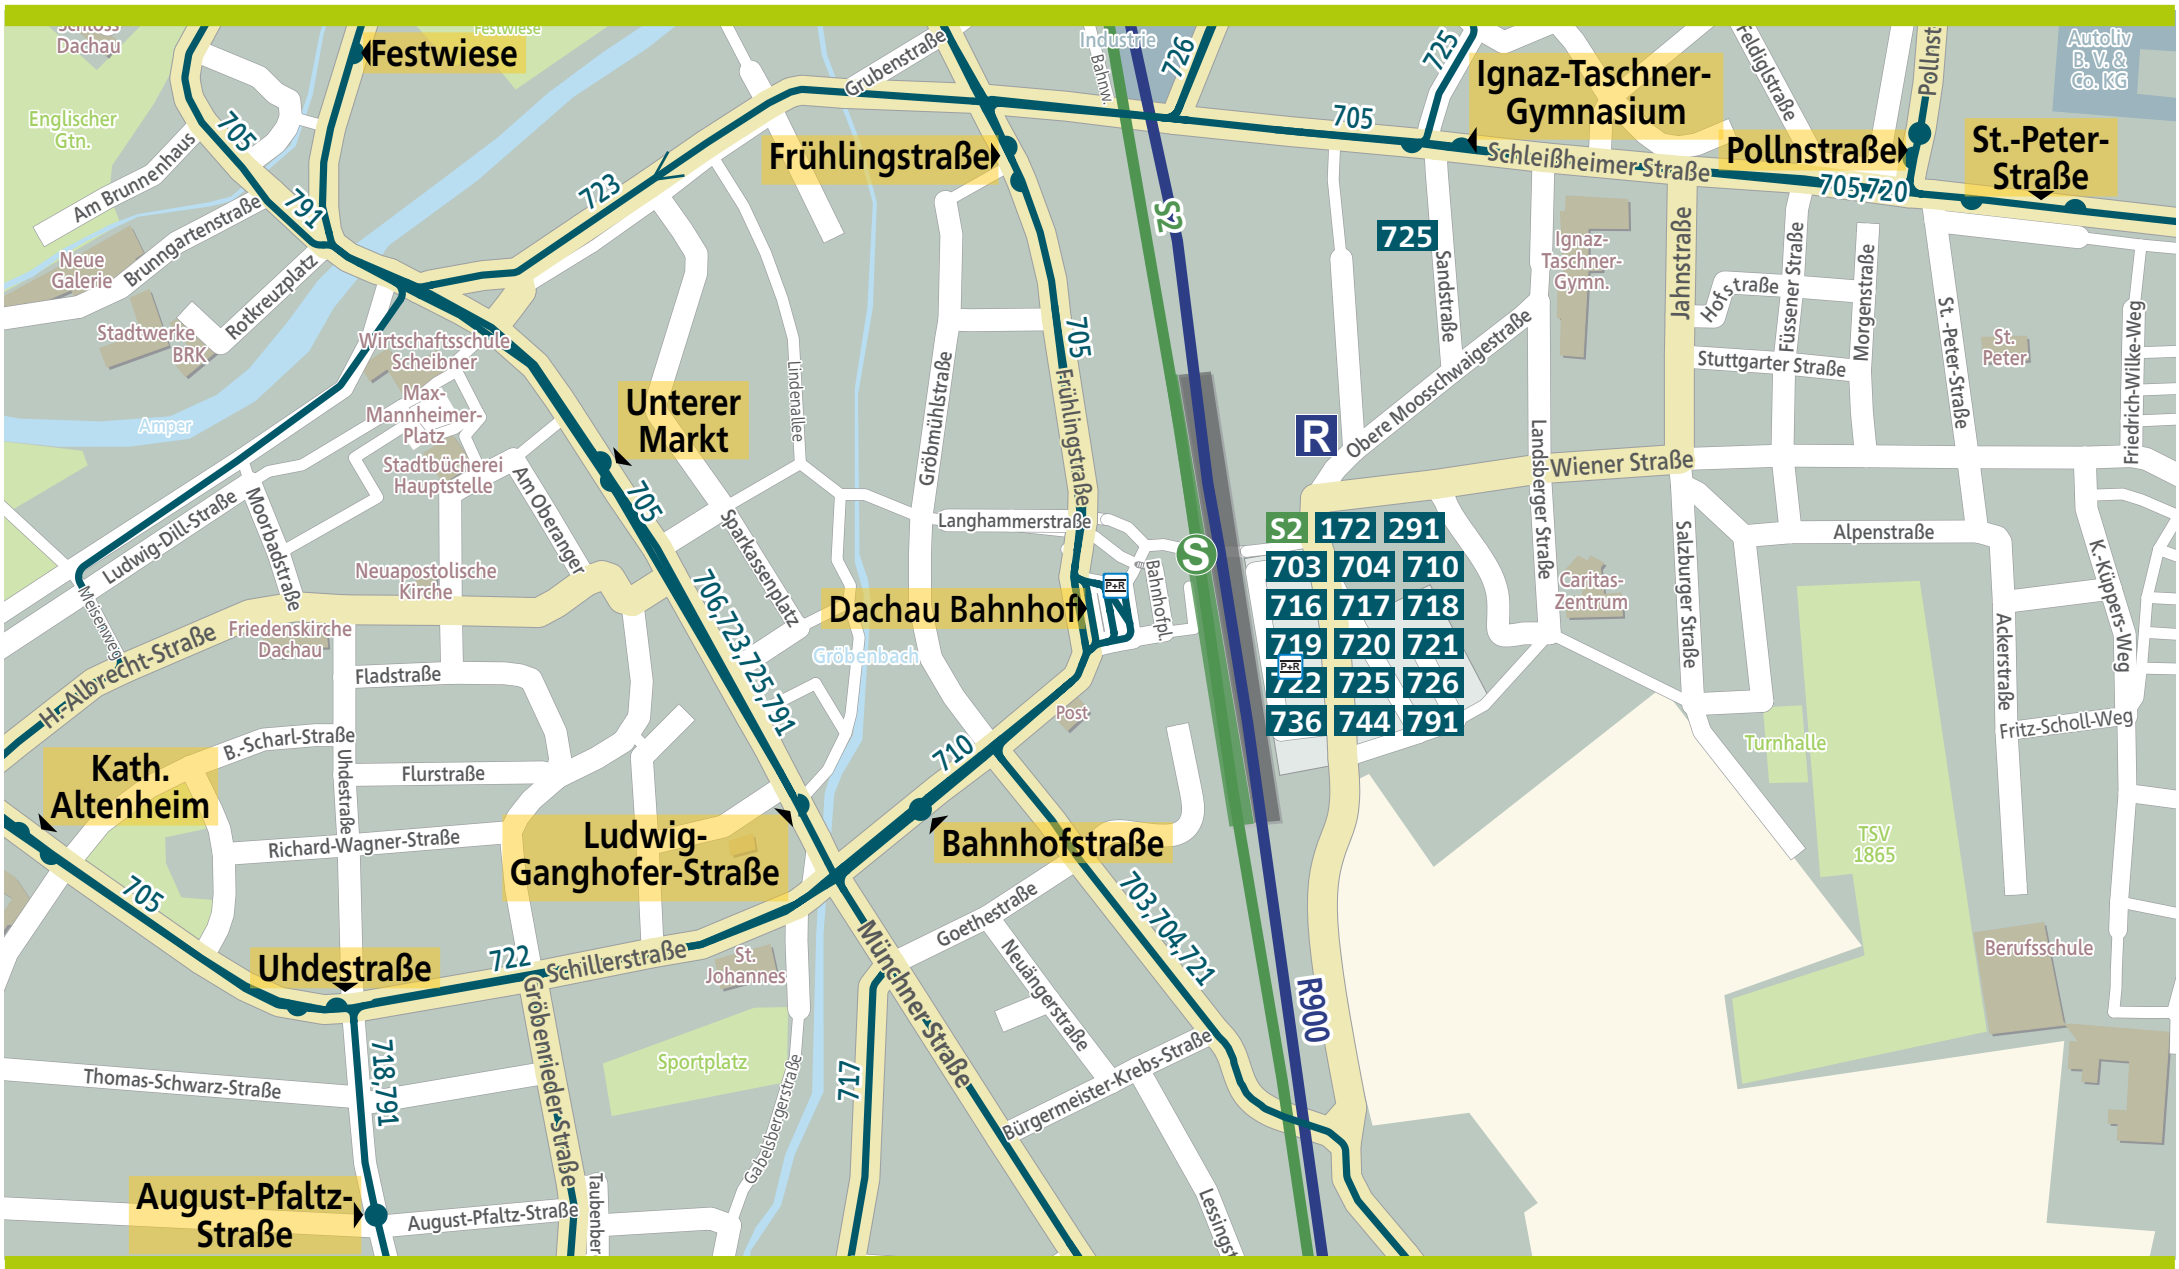 Schloss
Dachau
Festwiese
Festwiese
Grubenstraße
Industrie
Bahnw.
726
725
Feldiglstraße
Pollnst
Autoliv
B. V. &
Co. KG
Englischer
Gtn.
705
Ignaz-Taschner-
Gymnasium
705
Frühlingstraße
Schleißheimer Straße
Pollnstraße
St.-Peter-
Straße
705,720
Am Brunnenhaus
791
723
S2
Brunngartenstraße
Neue
Galerie
Rotkreuzplatz
Stadtwerke
BRK
725
Sandstraße
Ignaz-
Taschner-
Gymn.
Jahnstraße
Hofstraße
Füssener Straße
Morgenstraße
St.-Peter-Straße
St.
Peter
Friedrich-Wilke-Weg
Stuttgarter Straße
Wirtschaftsschule
Scheibner
Max-
Mannheimer-
Platz
Amper
Stadtbücherei
Hauptstelle
Unterer
Markt
Lindenallee
Gröbmühlstraße
705
Frühlingstraße
R
Obere Moosschwaigestraße
Landsberger Straße
Wiener Straße
Am Oberanger
705
Sparkassenplatz
Langhammerstraße
S
Ludwig-Dill-Straße
Moorbadstraße
Meisenweg
Neuapostolische
Kirche
Friedenskirche
Dachau
H.-Albrecht-Straße
706,723,725,791
Dachau Bahnhof
P+R
Bahnhofpl.
Gröbenbach
S2 172 291
703 704 710
716 717 718
719 720 721
P+R
722 725 726
736 744 791
Caritas-
Zentrum
Salzburger Straße
Alpenstraße
K.-Küppers-Weg
Ackerstraße
Fritz-Scholl-Weg
Turnhalle
TSV
1865
Berufsschule
Fladstraße
B.-Scharl-Straße
Uhdestraße
Flurstraße
Richard-Wagner-Straße
Kath.
Altenheim
705
Post
710
Ludwig-
Ganghofer-Straße
Bahnhofstraße
703,704,721
Goethestraße
Neuängerstraße
Münchner Straße
Uhdestraße
722
Schillerstraße
St.
Johannes
Gröbenrieder Straße
R900
Sportplatz
Gabelsbergerstraße
717
Bürgermeister-Krebs-Straße
Thomas-Schwarz-Straße
718,791
August-Pfaltz-
Straße
August-Pfaltz-Straße
Taubenber
Lessingst